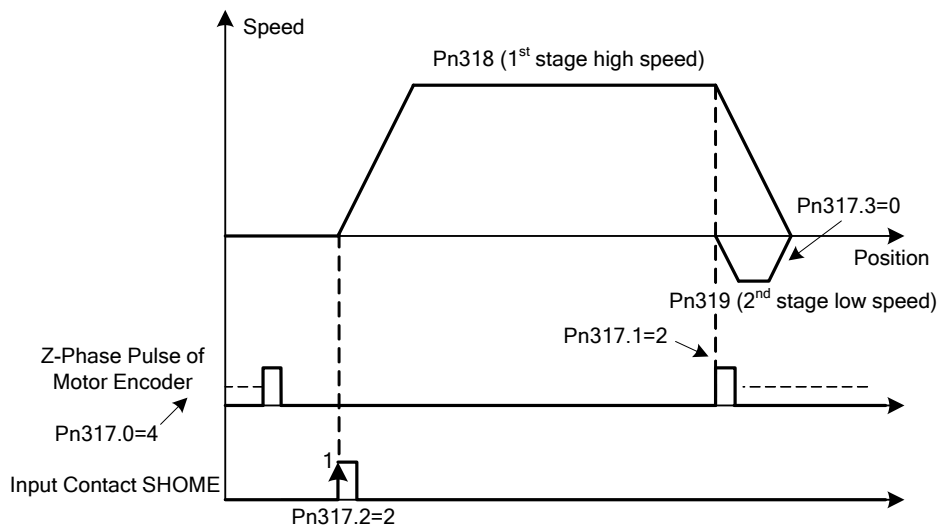 Speed
Pn318 (1st stage high speed)
Pn317.3=0
Position
Pn319 (2nd stage low speed)
Pn317.1=2
Z-Phase Pulse of
Motor Encoder
Pn317.0=4
1
Input Contact SHOME
Pn317.2=2